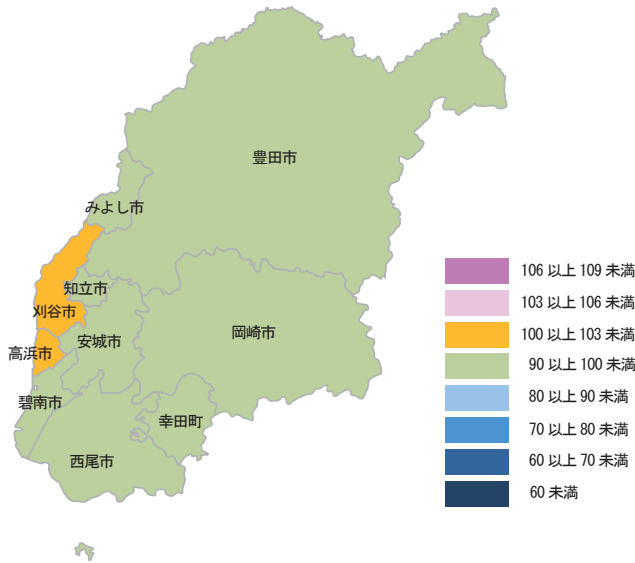 豊田市
みよし市
知立市
刈谷市
岡崎市
安城市
高浜市
碧南市
幸田町
西尾市
106 以上 109 未満
103 以上 106 未満
100 以上 103 未満
90 以上 100 未満
80 以上 90 未満
70 以上 80 未満
60 以上 70 未満
60 未満